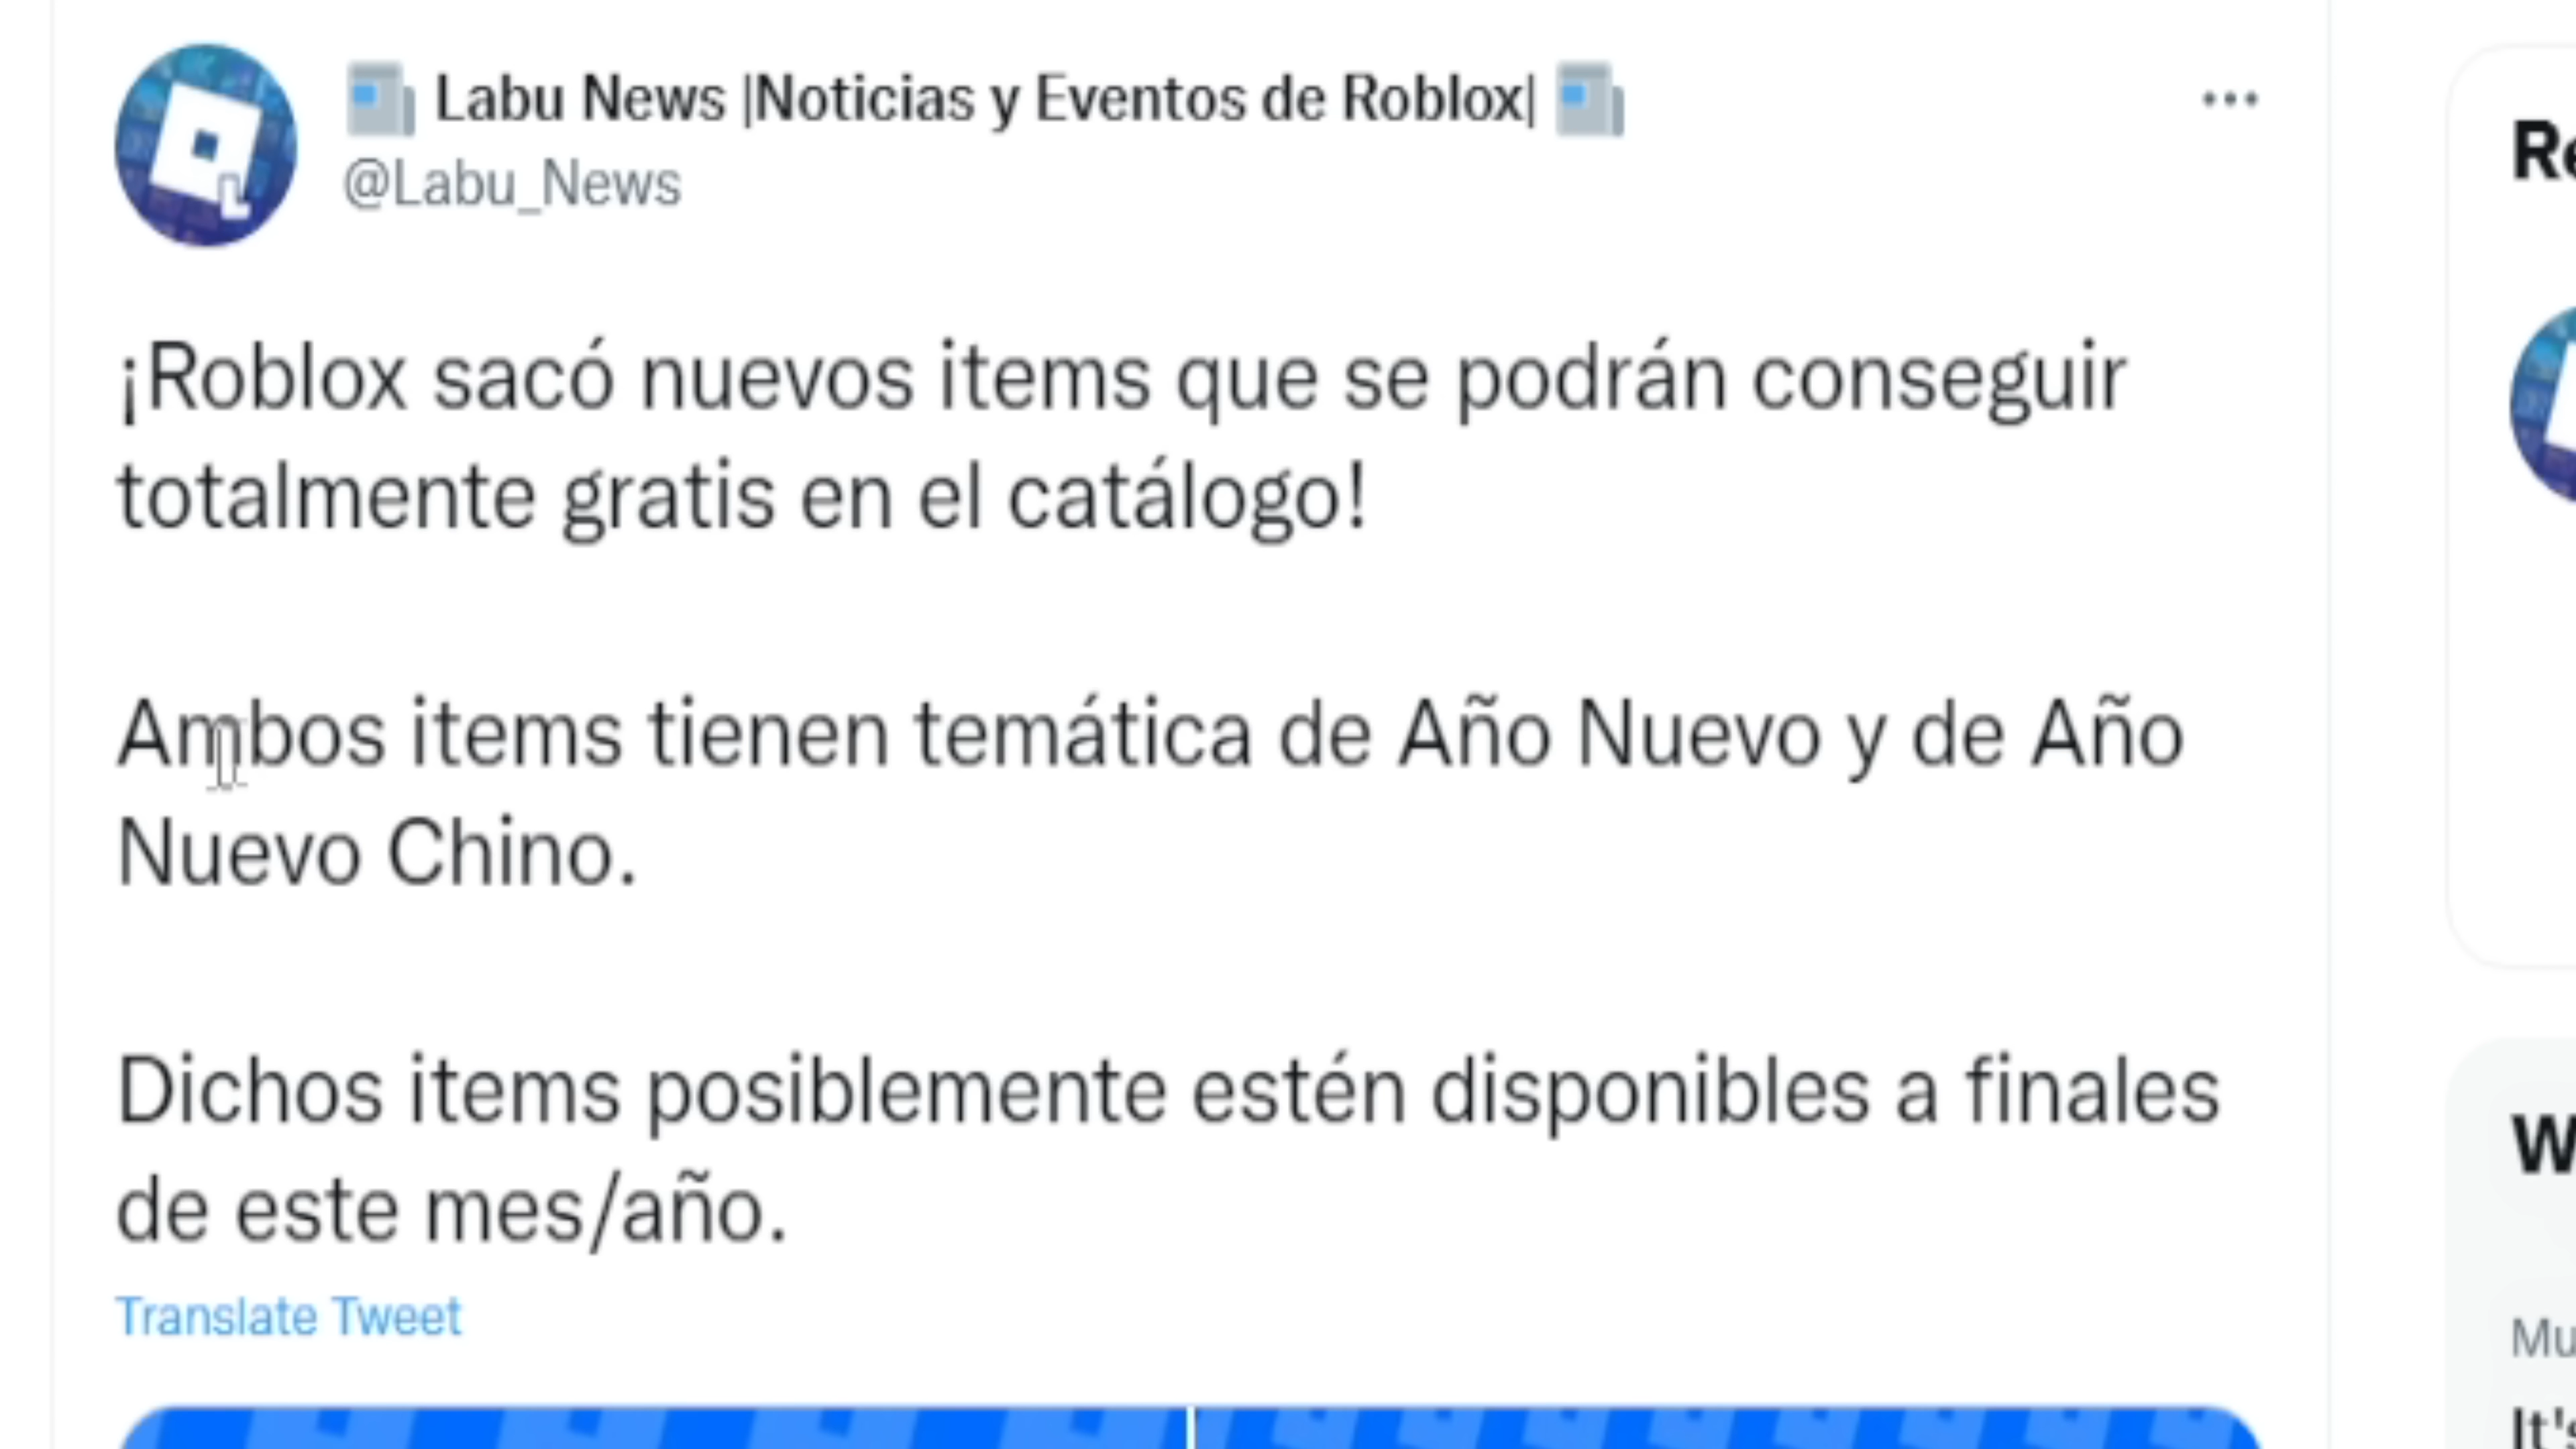 Labu News |Noticias y Eventos de Roblox|
@Labu_News
¡Roblox sacó nuevos items que se podrán conseguir
totalmente gratis en el catálogo!
Ambos items tienen temática de Año Nuevo y de Año
Nuevo Chino.
Dichos items posiblemente estén disponibles a finales
de este mes/año.
Translate Tweet